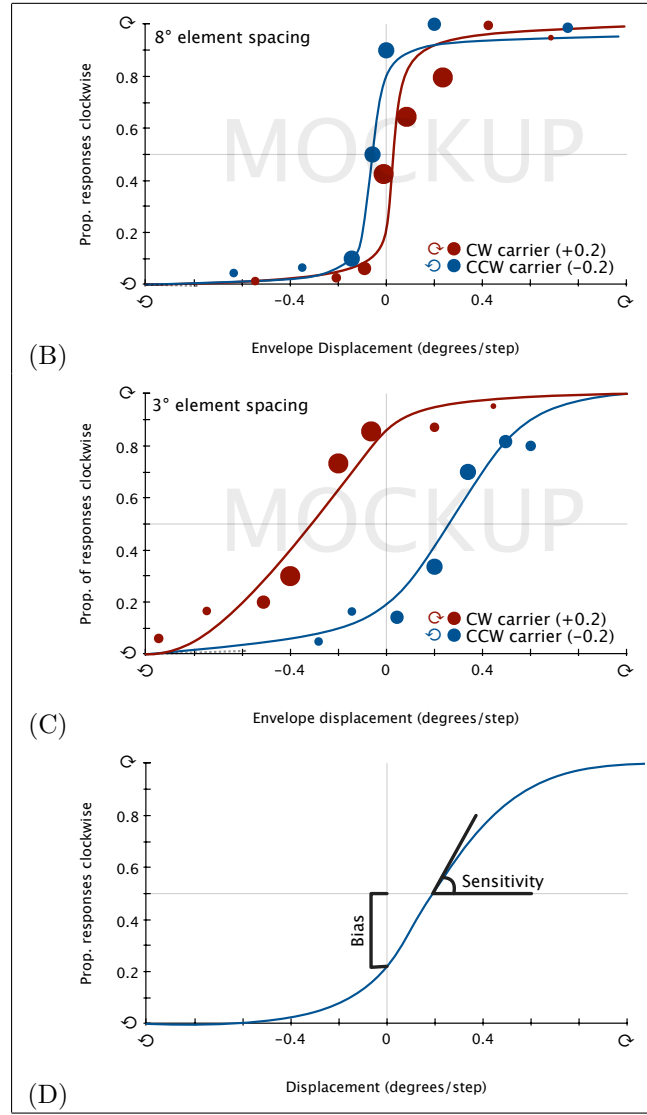 8° element spacing
MOCKUP
Prop. responses clockwise
0.8
0.6
0.4
0.2
−0.4
0
0.4
CW carrier (+0.2)
CCW carrier (−0.2)
(B)
Envelope Displacement (degrees/step)
3° element spacing
MOCKUP
Prop. of responses clockwise
0.8
0.6
0.4
0.2
−0.4
0
0.4
CW carrier (+0.2)
CCW carrier (−0.2)
(C)
Envelope displacement (degrees/step)
Prop. responses clockwise
0.8
0.6
0.4
0.2
Sensitivity
Bias
−0.4
0
0.4
(D)
Displacement (degrees/step)